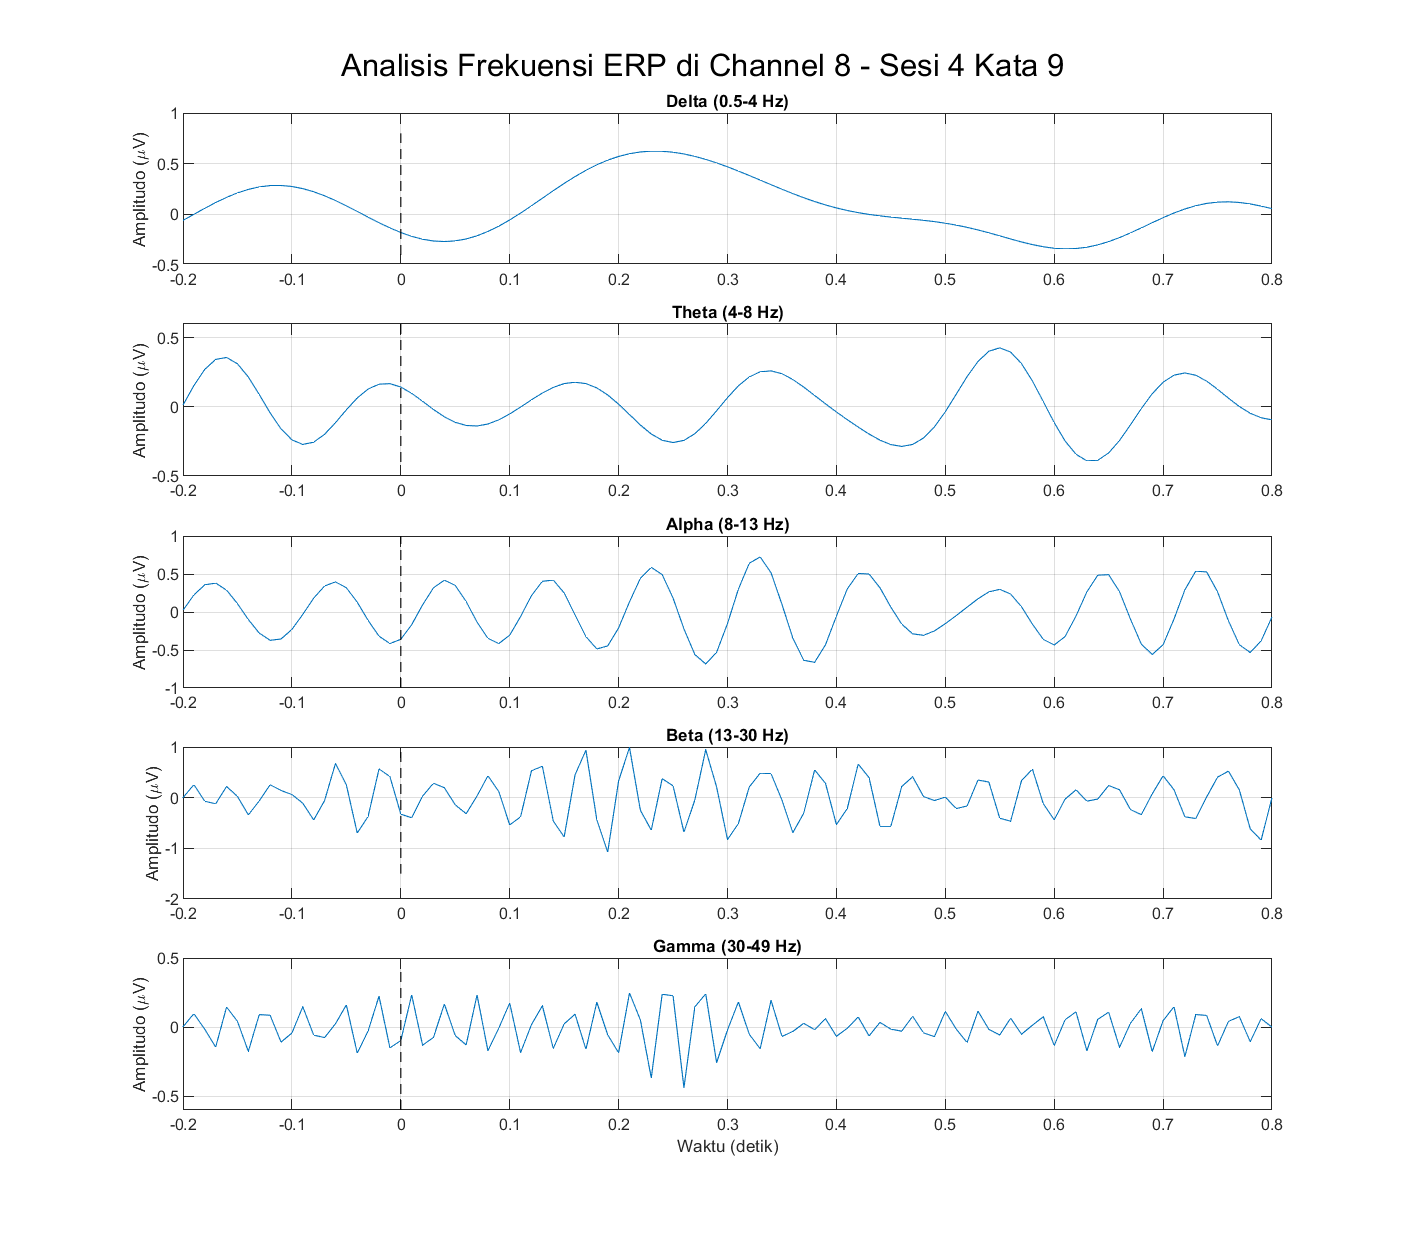 Analisis Frekuensi ERP di Channel 8 - Sesi 4 Kata 9
Delta (0.5-4 Hz)
Amplitudo (μV)
1
0.5
0
-0.5
-0.2 -0.1 0 0.1 0.2 0.3 0.4 0.5 0.6 0.7 0.8
Theta (4-8 Hz)
Amplitudo (μV)
0.5
0
-0.5
-0.2 -0.1 0 0.1 0.2 0.3 0.4 0.5 0.6 0.7 0.8
Alpha (8-13 Hz)
Amplitudo (μV)
1
0.5
0
-0.5
-1
-0.2 -0.1 0 0.1 0.2 0.3 0.4 0.5 0.6 0.7 0.8
Beta (13-30 Hz)
Amplitudo (μV)
1
0
-1
-2
-0.2 -0.1 0 0.1 0.2 0.3 0.4 0.5 0.6 0.7 0.8
Gamma (30-49 Hz)
Amplitudo (μV)
0.5
0
-0.5
-0.2 -0.1 0 0.1 0.2 0.3 0.4 0.5 0.6 0.7 0.8
Waktu (detik)